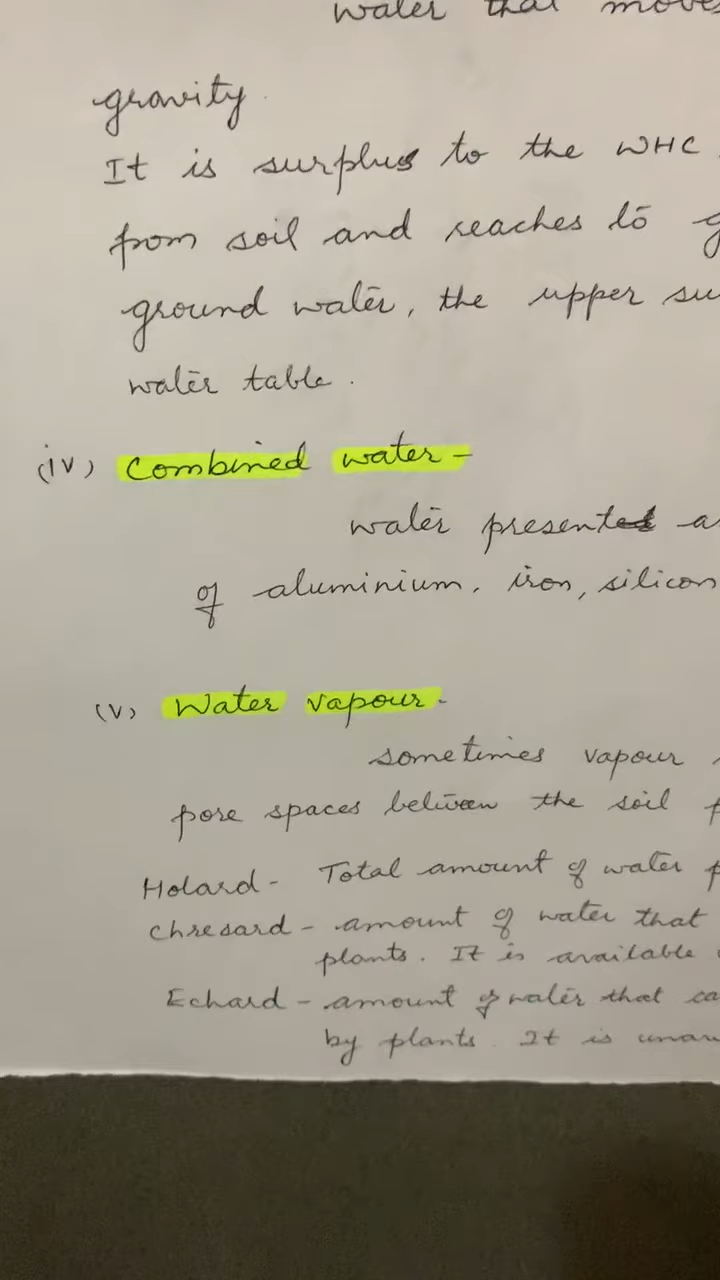 water that moves
gravity.
It is surplus to the WHC
from soil and reaches to
ground water, the upper
water table.
(iv) Combined water -
water presented
of aluminium, iron, silicon
(v) Water vapour -
sometimes vapour
pore spaces between the soil
Holard - Total amount of water
Chresard - amount of water that
plants. It is available
Echard - amount of water that
by plants. It is